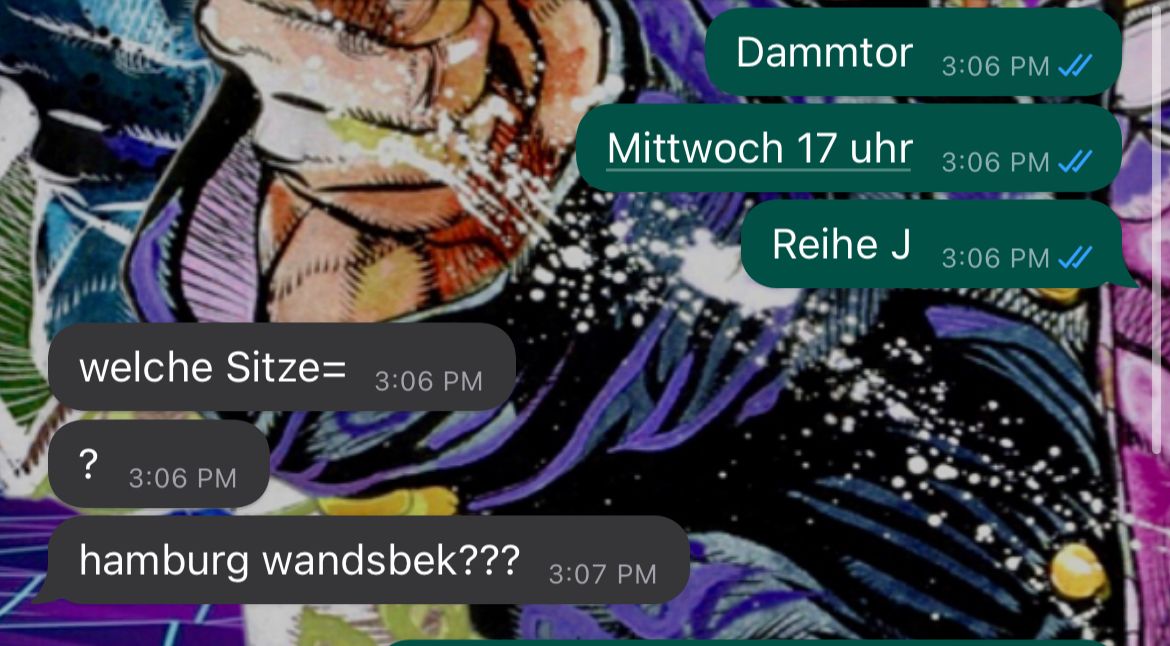 Dammtor 3:06 PM
Mittwoch 17 uhr 3:06 PM
Reihe J 3:06 PM
welche Sitze= 3:06 PM
? 3:06 PM
hamburg wandsbek??? 3:07 PM